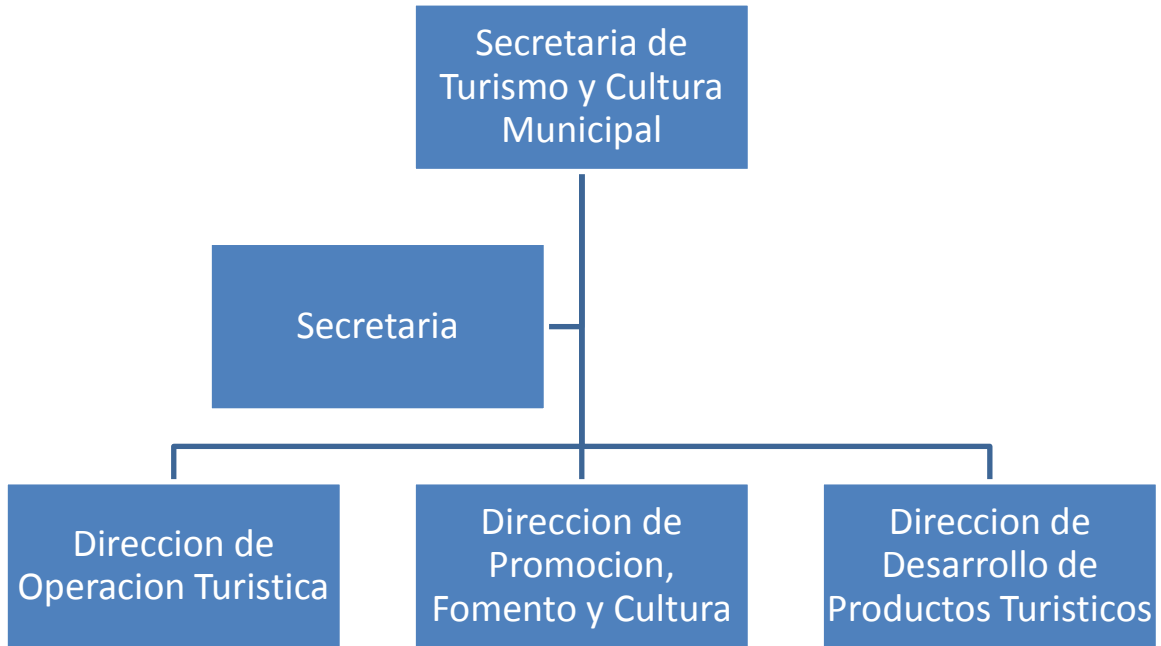 Secretaria de
Turismo y Cultura
Municipal
Secretaria
Direccion de
Operacion Turistica
Direccion de
Promocion,
Fomento y Cultura
Direccion de
Desarrollo de
Productos Turisticos